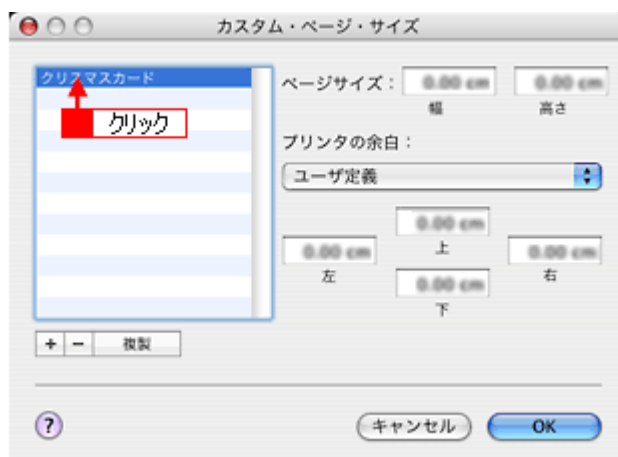 カスタム・ページ・サイズ
クリスマスカード
クリック
ページサイズ：
0.00 cm
0.00 cm
幅
高さ
プリンタの余白：
ユーザ定義
0.00 cm
上
0.00 cm
左
0.00 cm
右
0.00 cm
下
+
−
複製
?
キャンセル
OK